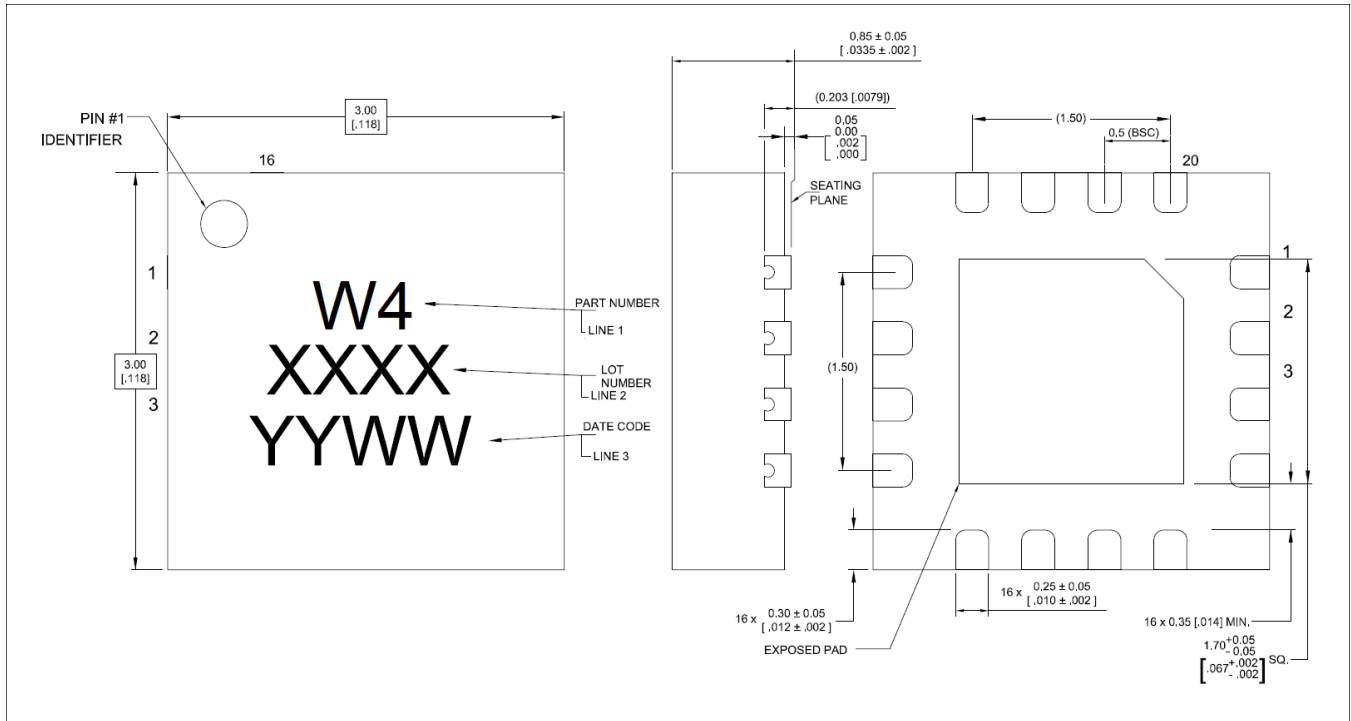 PIN #1
IDENTIFIER
3.00
[.118]
16
1
2
3
3.00
[.118]
W4
XXXX
YYWW
PART NUMBER
LINE 1
LOT
NUMBER
LINE 2
DATE CODE
LINE 3
0.85 ± 0.05
[ .0335 ± .002 ]
(0.203 [.0079])
0.05
0.00
[ .002
.000 ]
SEATING
PLANE
(1.50)
0.5 (BSC)
20
1
2
3
(1.50)
16 x 0.30 ± 0.05
[ .012 ± .002 ]
16 x 0.25 ± 0.05
[ .010 ± .002 ]
EXPOSED PAD
16 x 0.35 [.014] MIN.
1.70 +0.05
- 0.05
[.067 +.002
- .002 ] SQ.